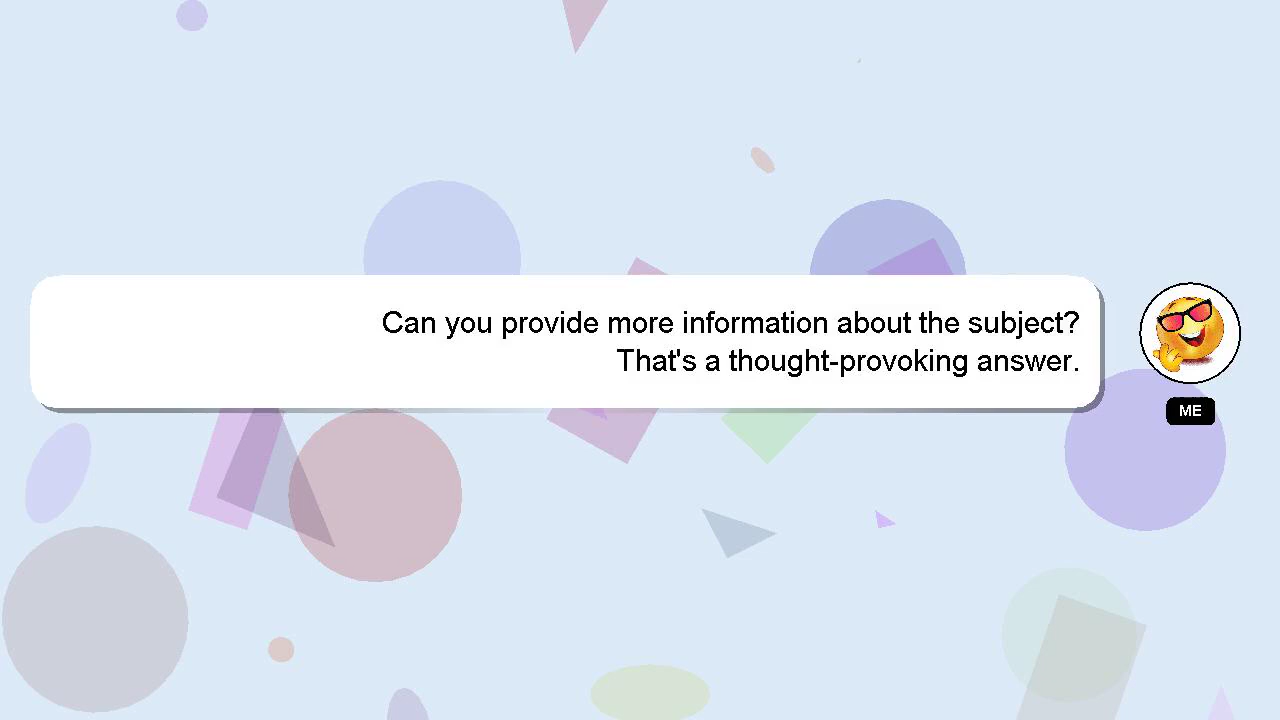 Can you provide more information about the subject?
That's a thought-provoking answer.
ME